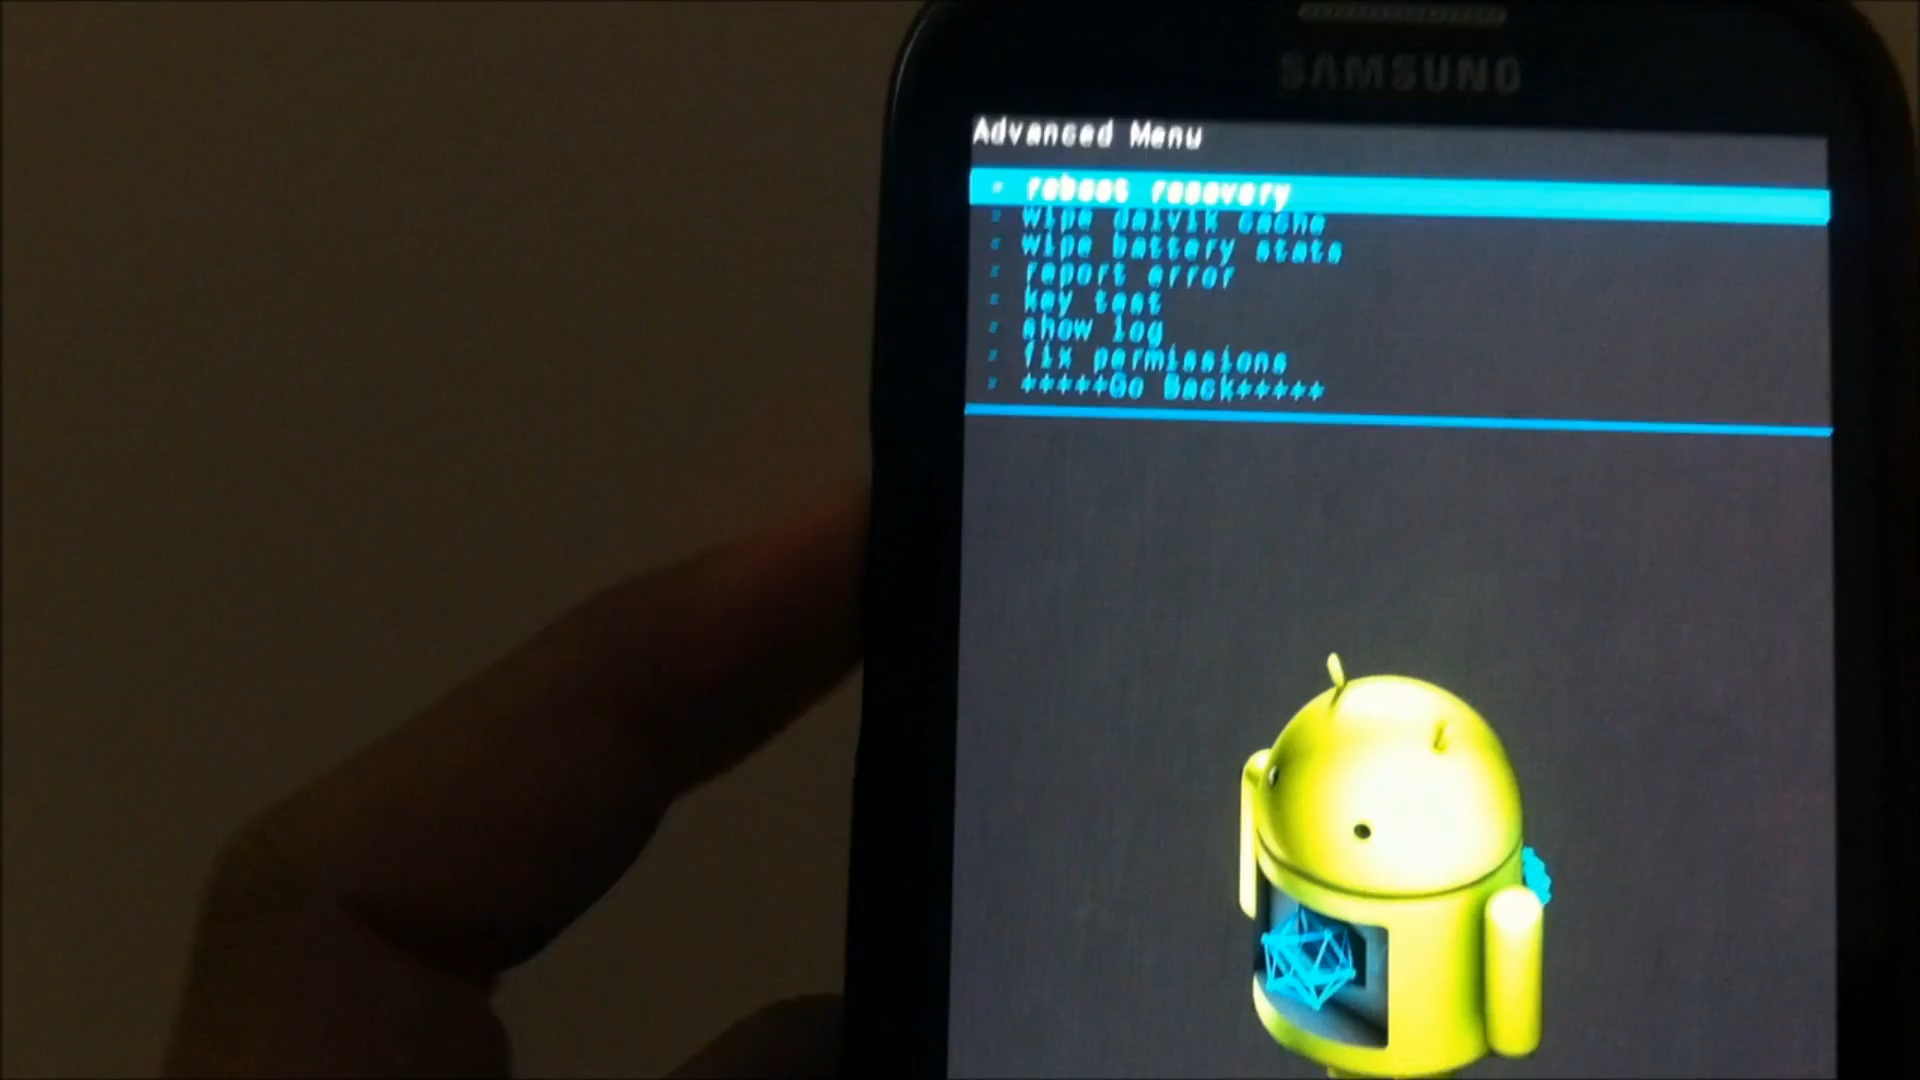 SAMSUNG
Advanced Menu
- reboot recovery
- wipe dalvik cache
- wipe battery stats
- report error
- key test
- show log
- fix permissions
- +++++Go Back+++++